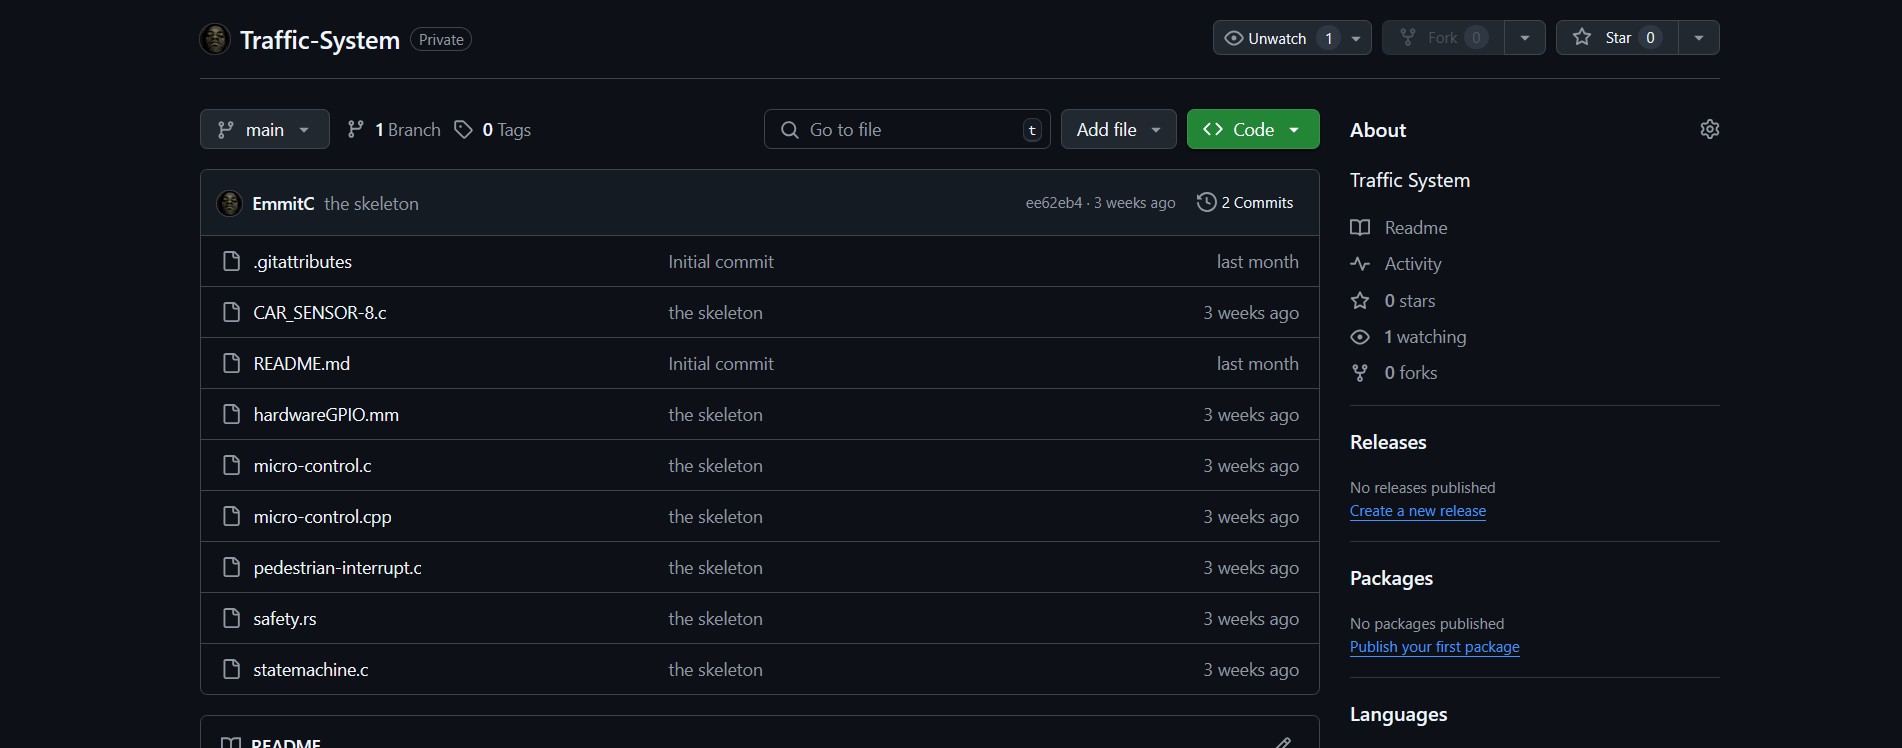 Traffic-System Private Unwatch 1 Fork 0 Star 0
main 1 Branch 0 Tags Go to file t Add file Code
EmmitC the skeleton ee62eb4 · 3 weeks ago 2 Commits
.gitattributes Initial commit last month
CAR_SENSOR-8.c the skeleton 3 weeks ago
README.md Initial commit last month
hardwareGPIO.mm the skeleton 3 weeks ago
micro-control.c the skeleton 3 weeks ago
micro-control.cpp the skeleton 3 weeks ago
pedestrian-interrupt.c the skeleton 3 weeks ago
safety.rs the skeleton 3 weeks ago
statemachine.c the skeleton 3 weeks ago
README
About
Traffic System
Readme
Activity
0 stars
1 watching
0 forks
Releases
No releases published
Create a new release
Packages
No packages published
Publish your first package
Languages